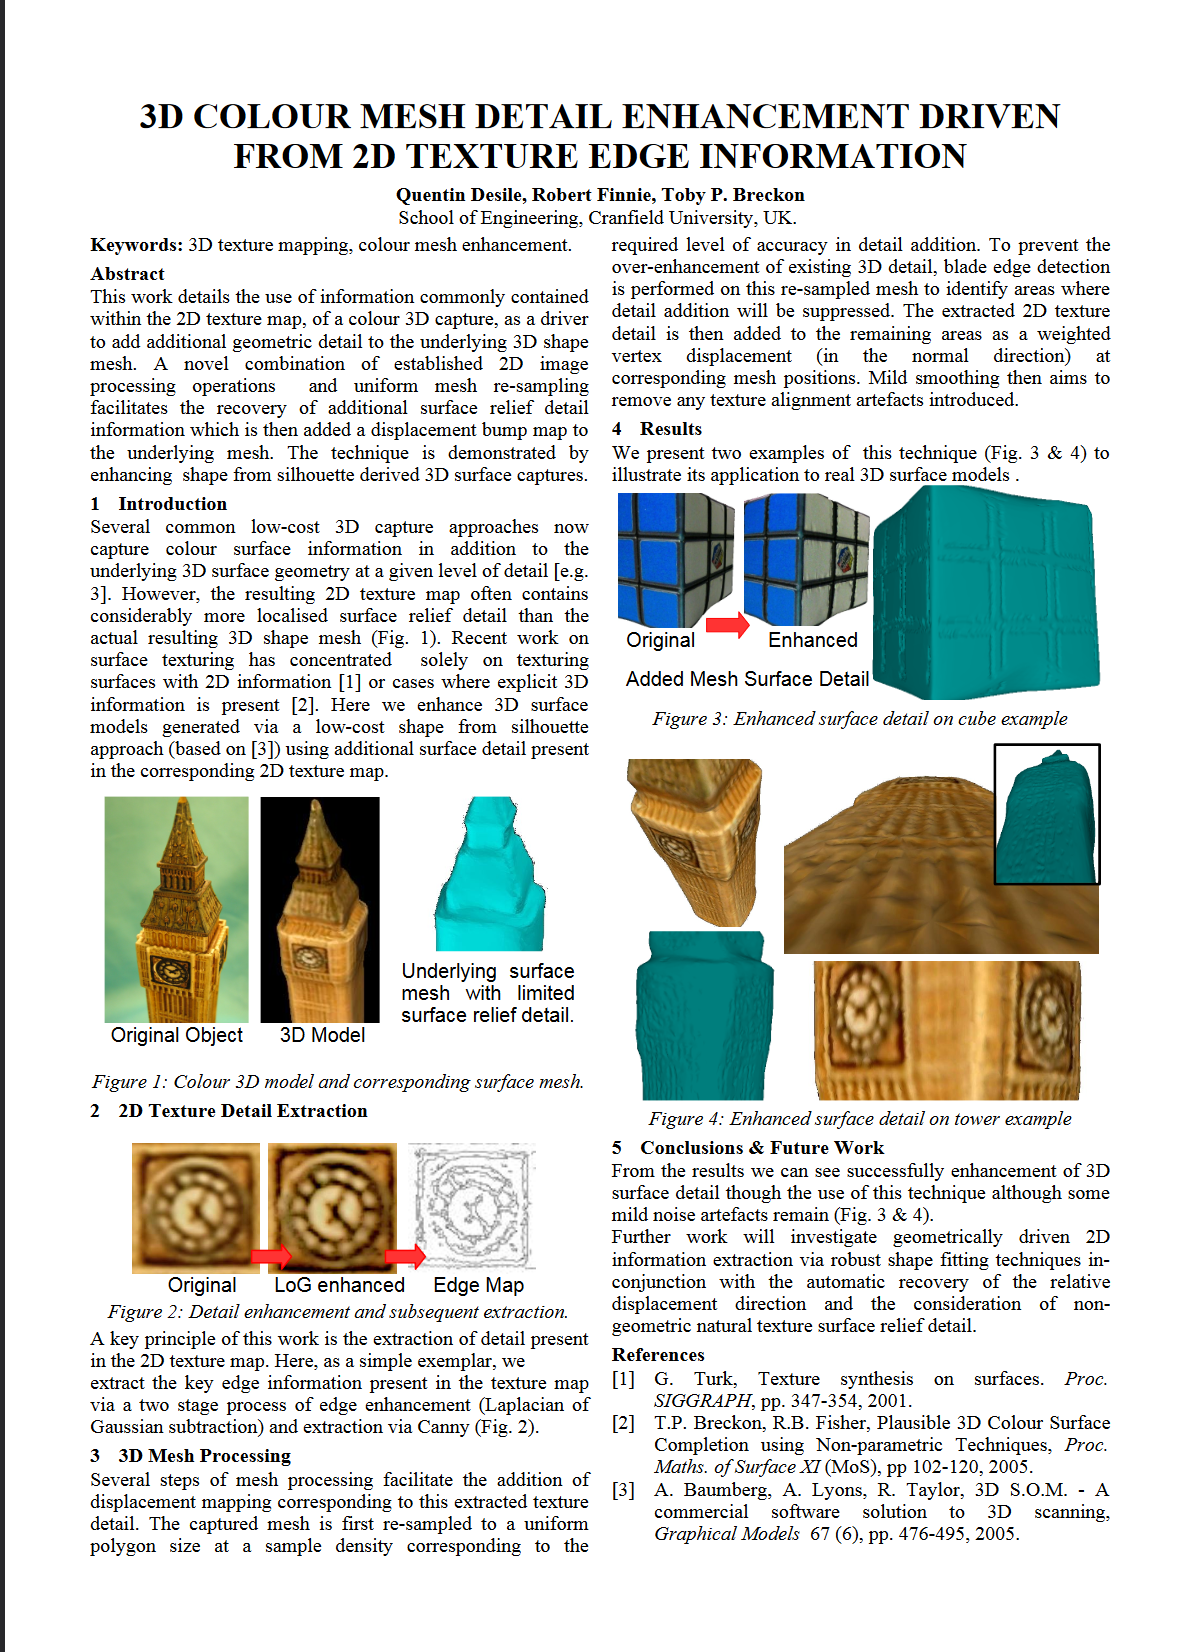 3D COLOUR MESH DETAIL ENHANCEMENT DRIVEN
FROM 2D TEXTURE EDGE INFORMATION
Quentin Desile, Robert Finnie, Toby P. Breckon
School of Engineering, Cranfield University, UK.
Keywords: 3D texture mapping, colour mesh enhancement.
Abstract
This work details the use of information commonly contained
within the 2D texture map, of a colour 3D capture, as a driver
to add additional geometric detail to the underlying 3D shape
mesh. A novel combination of established 2D image
processing operations and uniform mesh re-sampling
facilitates the recovery of additional surface relief detail
information which is then added a displacement bump map to
the underlying mesh. The technique is demonstrated by
enhancing shape from silhouette derived 3D surface captures.
1 Introduction
Several common low-cost 3D capture approaches now
capture colour surface information in addition to the
underlying 3D surface geometry at a given level of detail [e.g.
3]. However, the resulting 2D texture map often contains
considerably more localised surface relief detail than the
actual resulting 3D shape mesh (Fig. 1). Recent work on
surface texturing has concentrated solely on texturing
surfaces with 2D information [1] or cases where explicit 3D
information is present [2]. Here we enhance 3D surface
models generated via a low-cost shape from silhouette
approach (based on [3]) using additional surface detail present
in the corresponding 2D texture map.
Underlying surface
mesh with limited
surface relief detail.
Original Object 3D Model
Figure 1: Colour 3D model and corresponding surface mesh.
2 2D Texture Detail Extraction
Original LoG enhanced Edge Map
Figure 2: Detail enhancement and subsequent extraction.
A key principle of this work is the extraction of detail present
in the 2D texture map. Here, as a simple exemplar, we
extract the key edge information present in the texture map
via a two stage process of edge enhancement (Laplacian of
Gaussian subtraction) and extraction via Canny (Fig. 2).
3 3D Mesh Processing
Several steps of mesh processing facilitate the addition of
displacement mapping corresponding to this extracted texture
detail. The captured mesh is first re-sampled to a uniform
polygon size at a sample density corresponding to the
required level of accuracy in detail addition. To prevent the
over-enhancement of existing 3D detail, blade edge detection
is performed on this re-sampled mesh to identify areas where
detail addition will be suppressed. The extracted 2D texture
detail is then added to the remaining areas as a weighted
vertex displacement (in the normal direction) at
corresponding mesh positions. Mild smoothing then aims to
remove any texture alignment artefacts introduced.
4 Results
We present two examples of this technique (Fig. 3 & 4) to
illustrate its application to real 3D surface models .
Original Enhanced
Added Mesh Surface Detail
Figure 3: Enhanced surface detail on cube example
Figure 4: Enhanced surface detail on tower example
5 Conclusions & Future Work
From the results we can see successfully enhancement of 3D
surface detail though the use of this technique although some
mild noise artefacts remain (Fig. 3 & 4).
Further work will investigate geometrically driven 2D
information extraction via robust shape fitting techniques in-
conjunction with the automatic recovery of the relative
displacement direction and the consideration of non-
geometric natural texture surface relief detail.
References
[1] G. Turk, Texture synthesis on surfaces. Proc.
SIGGRAPH, pp. 347-354, 2001.
[2] T.P. Breckon, R.B. Fisher, Plausible 3D Colour Surface
Completion using Non-parametric Techniques, Proc.
Maths. of Surface XI (MoS), pp 102-120, 2005.
[3] A. Baumberg, A. Lyons, R. Taylor, 3D S.O.M. - A
commercial software solution to 3D scanning,
Graphical Models 67 (6), pp. 476-495, 2005.